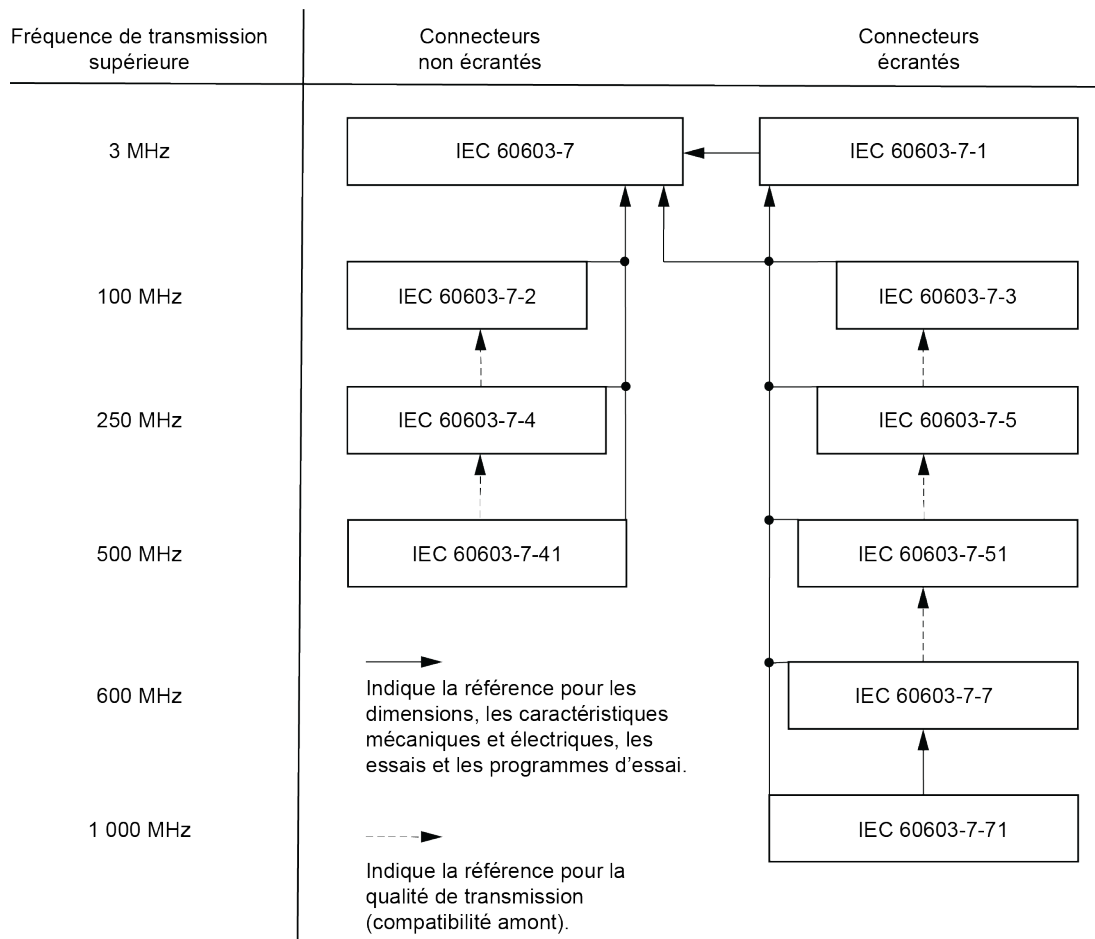 Fréquence de transmission
supérieure
Connecteurs
non écrantés
Connecteurs
écrantés
3 MHz
IEC 60603-7
IEC 60603-7-1
100 MHz
IEC 60603-7-2
IEC 60603-7-3
250 MHz
IEC 60603-7-4
IEC 60603-7-5
500 MHz
IEC 60603-7-41
IEC 60603-7-51
600 MHz
IEC 60603-7-7
Indique la référence pour les
dimensions, les caractéristiques
mécaniques et électriques, les
essais et les programmes d'essai.
1 000 MHz
IEC 60603-7-71
Indique la référence pour la
qualité de transmission
(compatibilité amont).